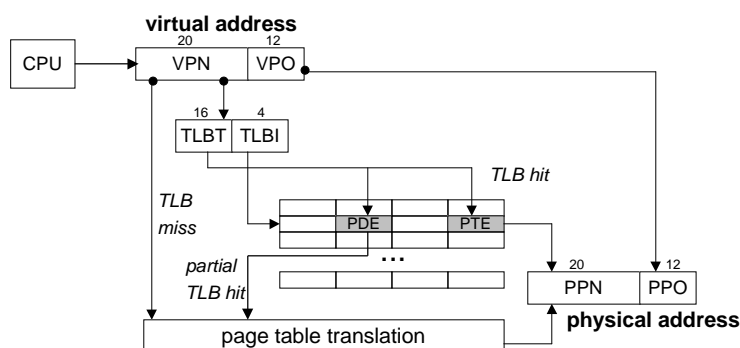 virtual address
20 12
CPU VPN VPO
16 4
TLBT TLBI
TLB hit
TLB
miss
PDE PTE
...
partial
TLB hit
20 12
PPN PPO
physical address
page table translation